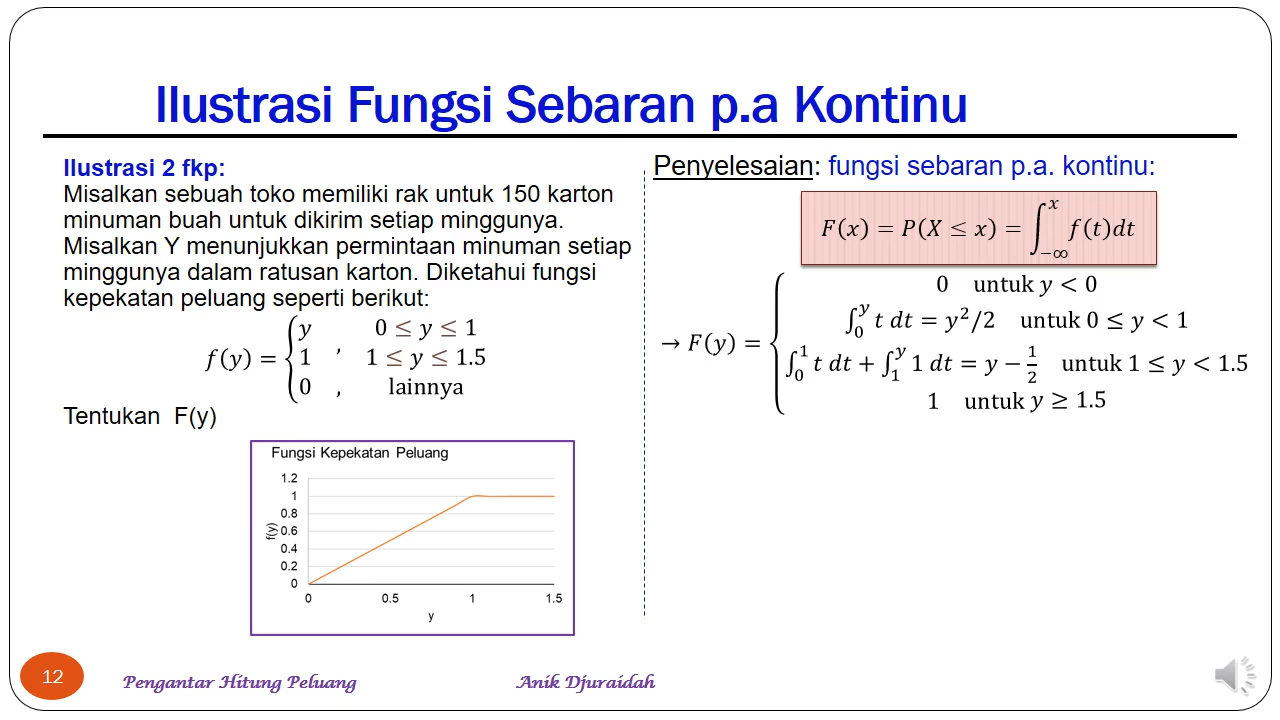 Ilustrasi Fungsi Sebaran p.a Kontinu
Ilustrasi 2 fkp:
Misalkan sebuah toko memiliki rak untuk 150 karton
minuman buah untuk dikirim setiap minggunya.
Misalkan Y menunjukkan permintaan minuman setiap
minggunya dalam ratusan karton. Diketahui fungsi
kepekatan peluang seperti berikut:
f(y) = { y , 0 ≤ y ≤ 1
1 1 ≤ y ≤ 1.5
0 , lainnya
Tentukan F(y)
Fungsi Kepekatan Peluang
1.2
1
0.8
0.6
0.4
0.2
0
f(y)
0 0.5 1 1.5
y
Penyelesaian: fungsi sebaran p.a. kontinu:
F(x) = P(X ≤ x) = ∫_{−∞}^{x} f(t)dt
→ F(y) = { 0 untuk y < 0
∫_0^y t dt = y²/2 untuk 0 ≤ y < 1
∫_0^1 t dt + ∫_1^y 1 dt = y − 1/2 untuk 1 ≤ y < 1.5
1 untuk y ≥ 1.5
12
Pengantar Hitung Peluang Anik Djuraidah